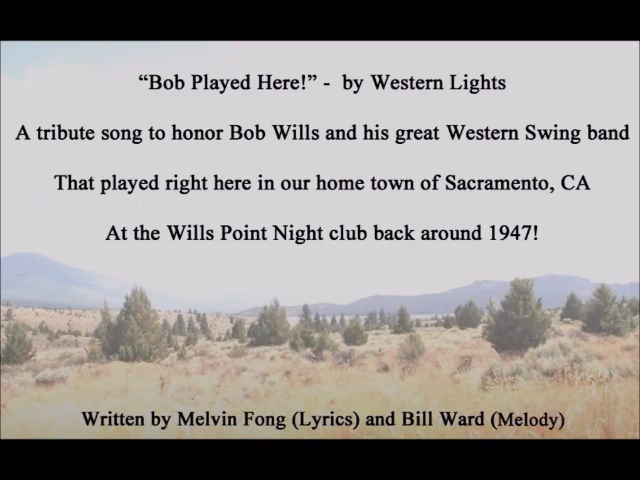 “Bob Played Here!” - by Western Lights
A tribute song to honor Bob Wills and his great Western Swing band
That played right here in our home town of Sacramento, CA
At the Wills Point Night club back around 1947!
Written by Melvin Fong (Lyrics) and Bill Ward (Melody)